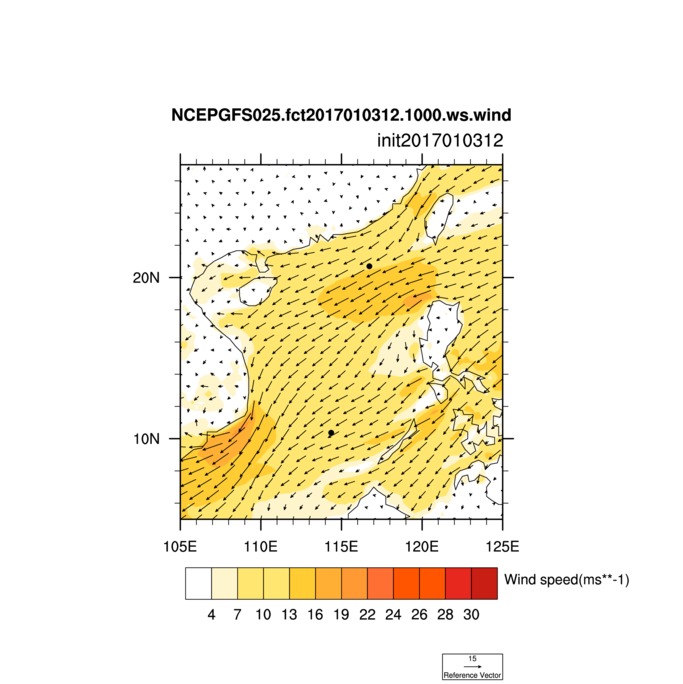 NCEPGFS025.fct2017010312.1000.ws.wind
init2017010312
20N
10N
105E 110E 115E 120E 125E
Wind speed(ms**-1)
4 7 10 13 16 19 22 24 26 28 30
15
Reference Vector